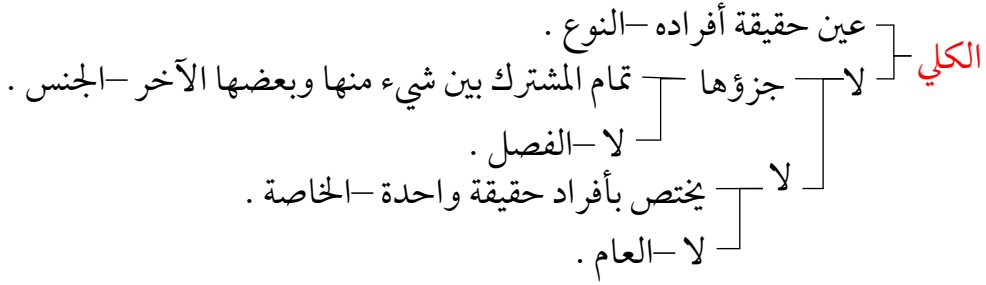 عين حقيقة أفراده –النوع .
الكلي
لا جزؤها تمام المشترك بين شيء منها وبعضها الآخر –الجنس .
لا –الفصل .
لا يختص بأفراد حقيقة واحدة –الخاصة .
لا –العام .